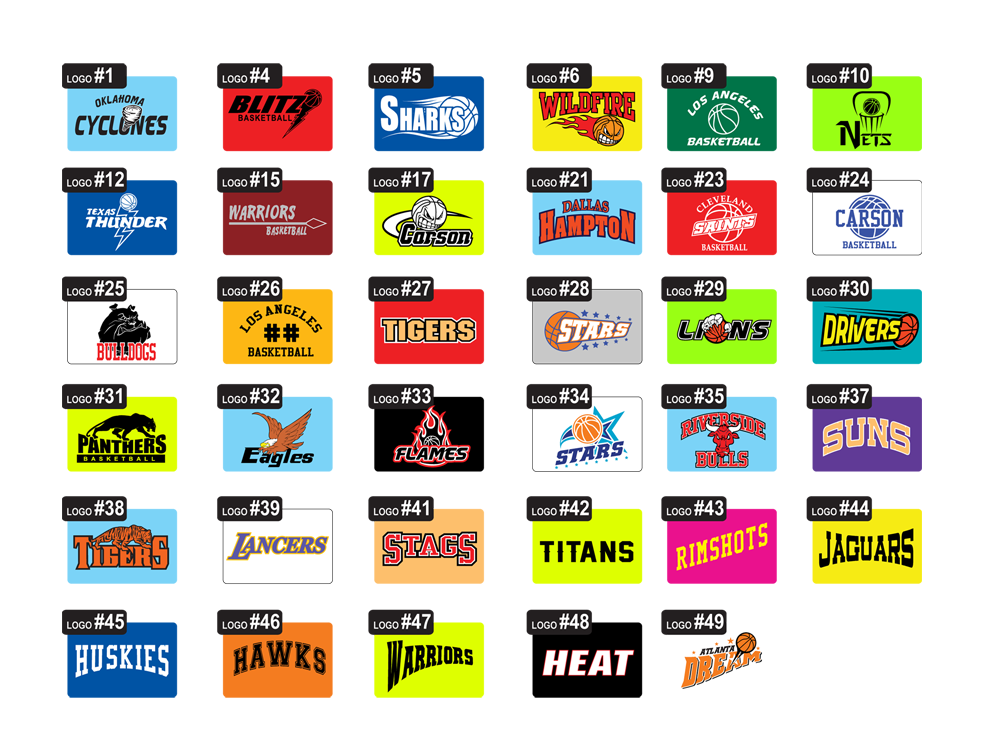 LOGO #1
OKLAHOMA
CYCLONES
LOGO #4
BLITZ
BASKETBALL
LOGO #5
SHARKS
LOGO #6
WILDFIRE
LOGO #9
LOS ANGELES
BASKETBALL
LOGO #10
NETS
LOGO #12
TEXAS
THUNDER
LOGO #15
WARRIORS
BASKETBALL
LOGO #17
Carson
LOGO #21
DALLAS
HAMPTON
LOGO #23
CLEVELAND
SAINTS
BASKETBALL
LOGO #24
CARSON
BASKETBALL
LOGO #25
BULLDOGS
LOGO #26
LOS ANGELES
##
BASKETBALL
LOGO #27
TIGERS
LOGO #28
STARS
LOGO #29
LIONS
LOGO #30
DRIVERS
LOGO #31
PANTHERS
BASKETBALL
LOGO #32
Eagles
LOGO #33
FLAMES
LOGO #34
STARS
LOGO #35
RIVERSIDE
BULLS
LOGO #37
SUNS
LOGO #38
TIGERS
LOGO #39
LANCERS
LOGO #41
STAGS
LOGO #42
TITANS
LOGO #43
RIMSHOTS
LOGO #44
JAGUARS
LOGO #45
HUSKIES
LOGO #46
HAWKS
LOGO #47
WARRIORS
LOGO #48
HEAT
LOGO #49
ATLANTA
DREAM